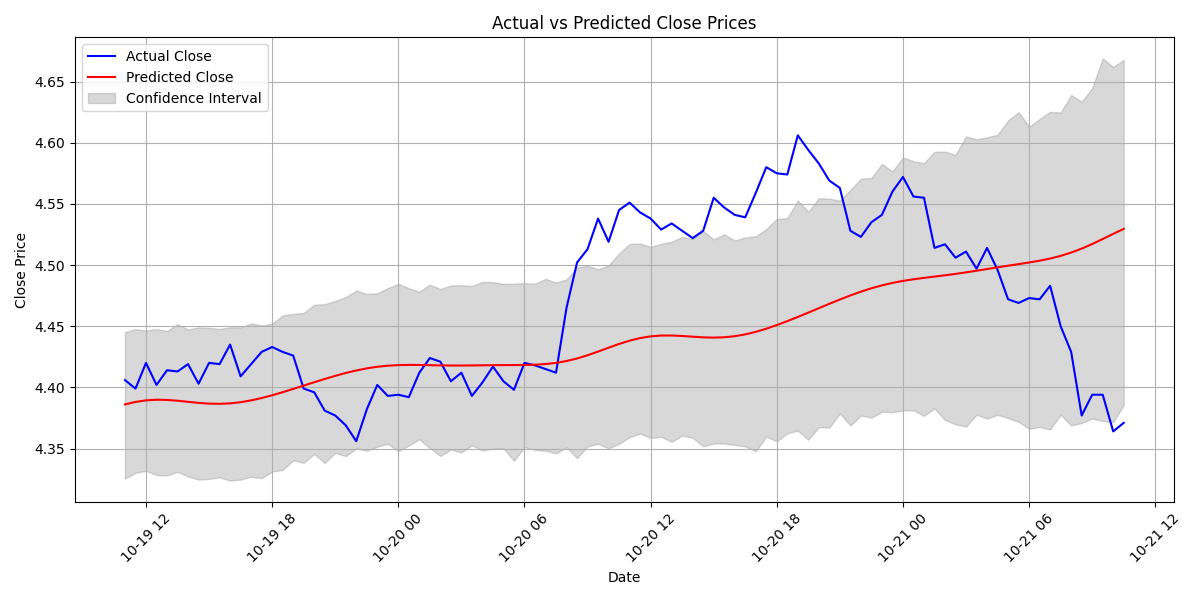 Actual vs Predicted Close Prices
Actual Close
Predicted Close
Confidence Interval
Close Price
4.65
4.60
4.55
4.50
4.45
4.40
4.35
10-19 12
10-19 18
10-20 00
10-20 06
10-20 12
10-20 18
10-21 00
10-21 06
10-21 12
Date